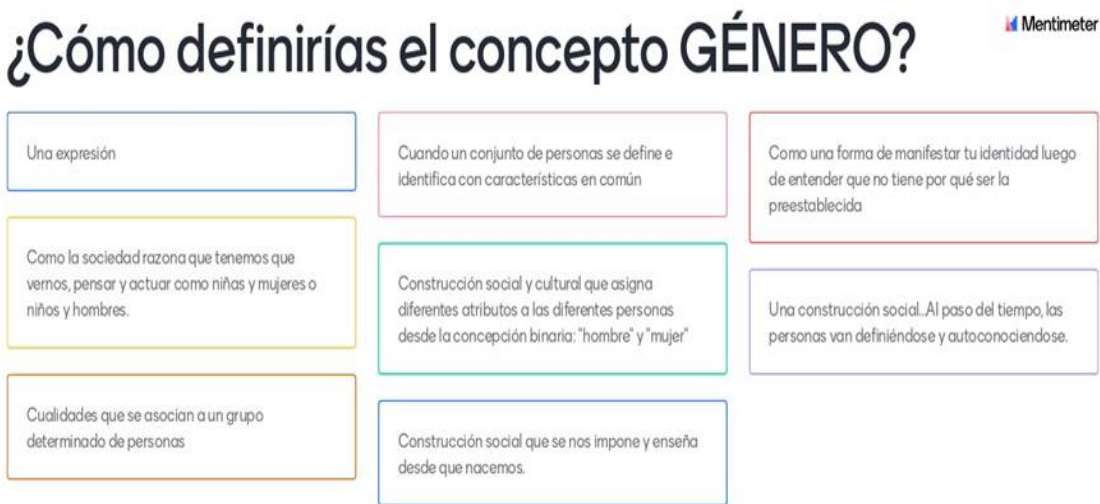 ¿Cómo definirías el concepto GÉNERO?
Mentimeter
Una expresión
Como la sociedad razona que tenemos que
vernos, pensar y actuar como niñas y mujeres o
niños y hombres.
Cualidades que se asocian a un grupo
determinado de personas
Cuando un conjunto de personas se define e
identifica con características en común
Construcción social y cultural que asigna
diferentes atributos a las diferentes personas
desde la concepción binaria: "hombre" y "mujer"
Construcción social que se nos impone y enseña
desde que nacemos.
Como una forma de manifestar tu identidad luego
de entender que no tiene por qué ser la
preestablecida
Una construcción social..Al paso del tiempo, las
personas van definiéndose y autoconociendose.